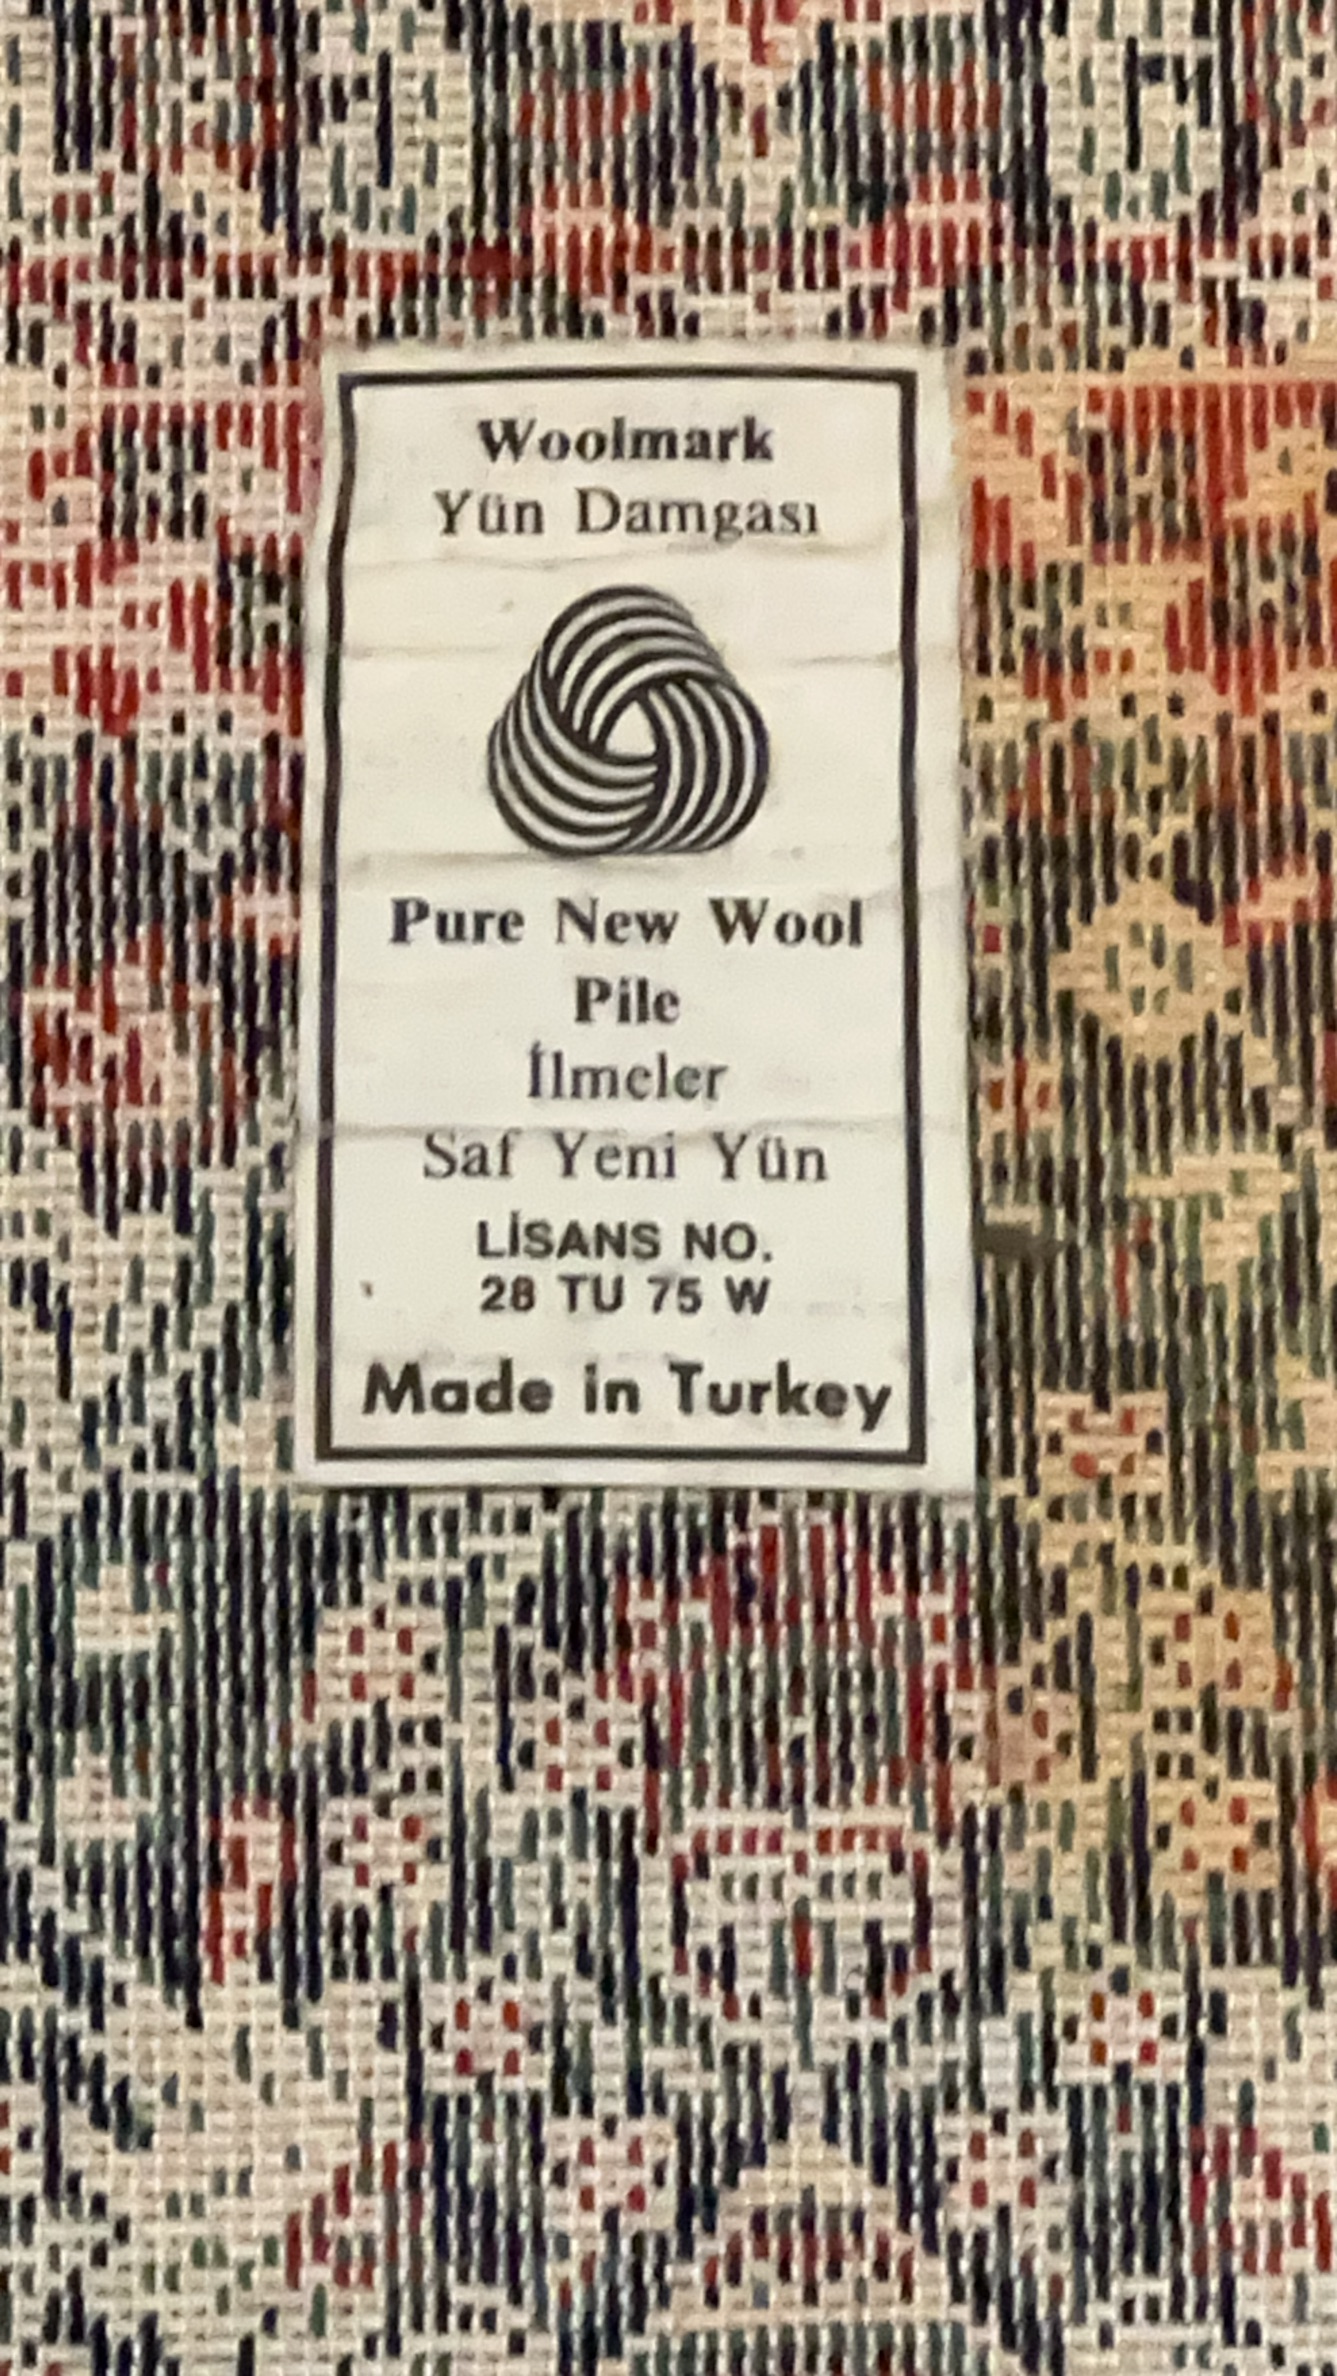 Woolmark
Yün Damgası
Pure New Wool
Pile
İlmeler
Saf Yeni Yün
LİSANS NO.
28 TU 75 W
Made in Turkey